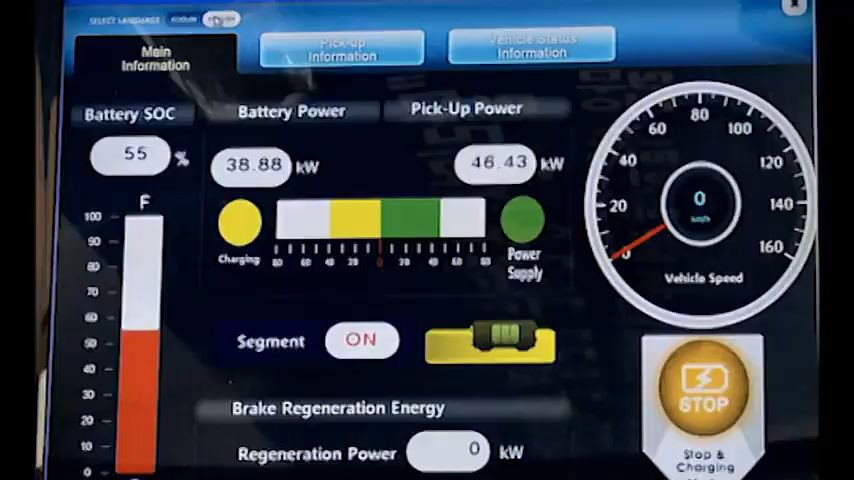 SELECT LANGUAGE
Main Information
Pick-up Information
Vehicle Status Information
Battery SOC
55 %
F
100
90
80
70
60
50
40
30
20
10
0
Battery Power
38.88 kW
Pick-Up Power
46.43 kW
Charging
80 60 40 20 0 20 40 60 80
Power Supply
Segment ON
Brake Regeneration Energy
Regeneration Power 0 kW
0 20 40 60 80 100 120 140 160
0
km/h
Vehicle Speed
STOP
Stop & Charging